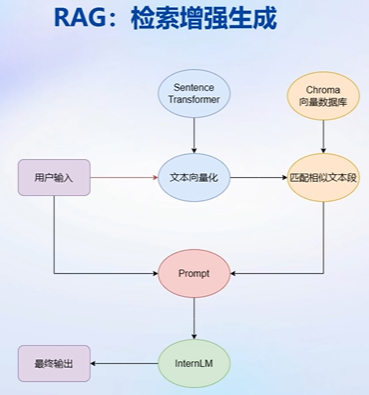 RAG：检索增强生成
Sentence
Transformer
Chroma
向量数据库
用户输入
文本向量化
匹配相似文本段
Prompt
最终输出
InternLM